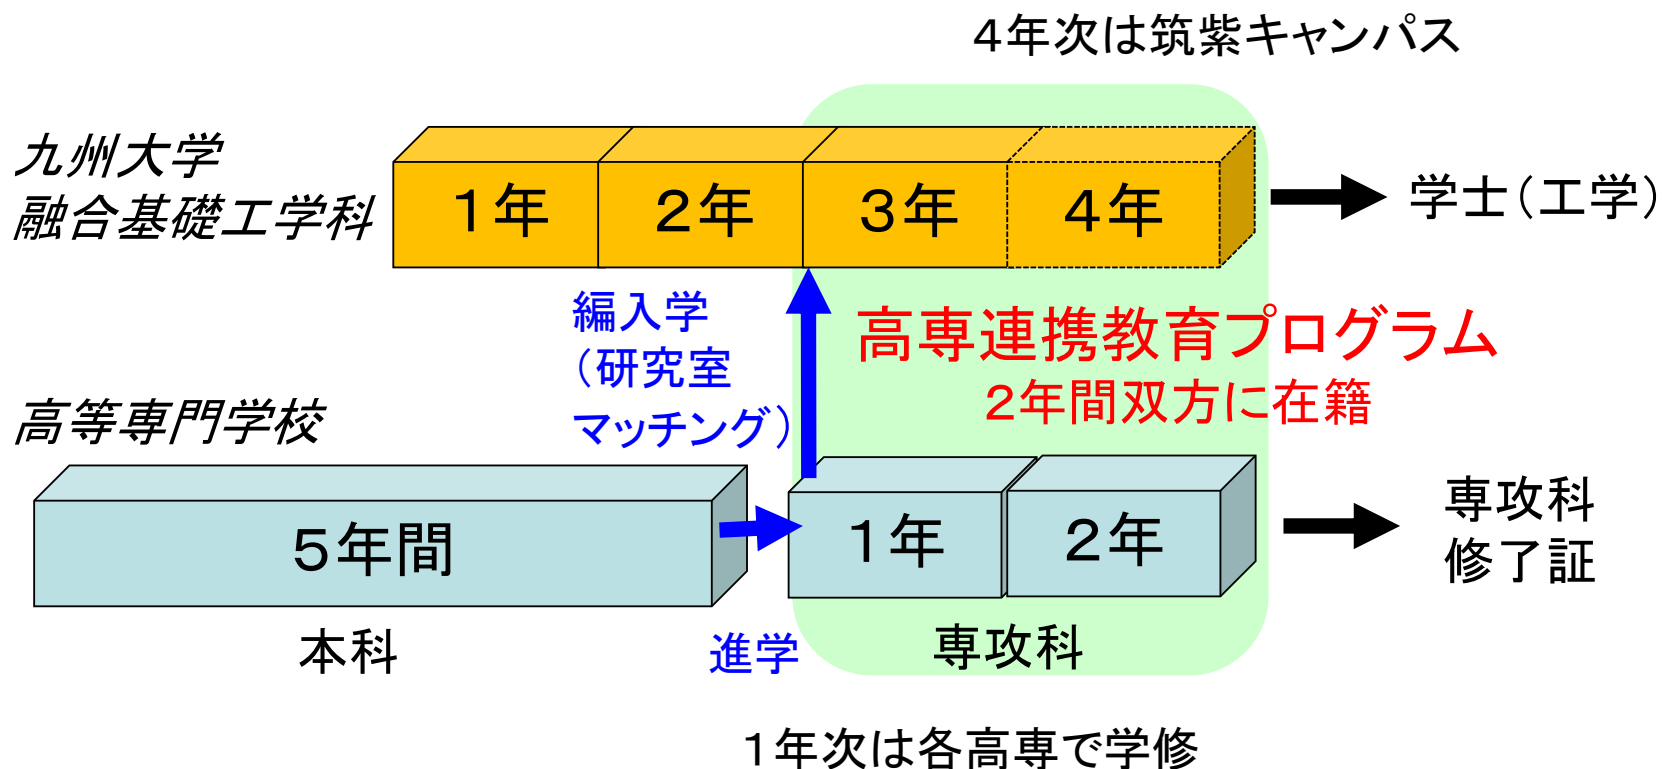 4年次は筑紫キャンパス
九州大学
融合基礎工学科
1年
2年
3年
4年
学士(工学)
編入学
(研究室
マッチング)
高専連携教育プログラム
2年間双方に在籍
高等専門学校
5年間
1年
2年
専攻科
修了証
本科
進学
専攻科
1年次は各高専で学修